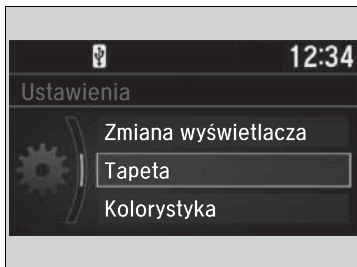 12:34
Ustawienia
Zmiana wyświetlacza
Tapeta
Kolorystyka